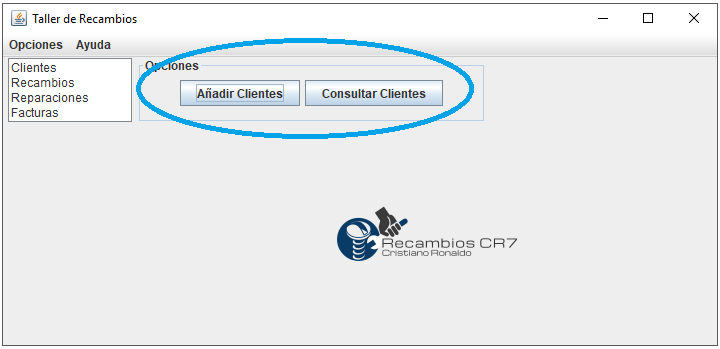 Taller de Recambios
Opciones Ayuda
Clientes
Recambios
Reparaciones
Facturas
Opciones
Añadir Clientes Consultar Clientes
Recambios CR7
Cristiano Ronaldo